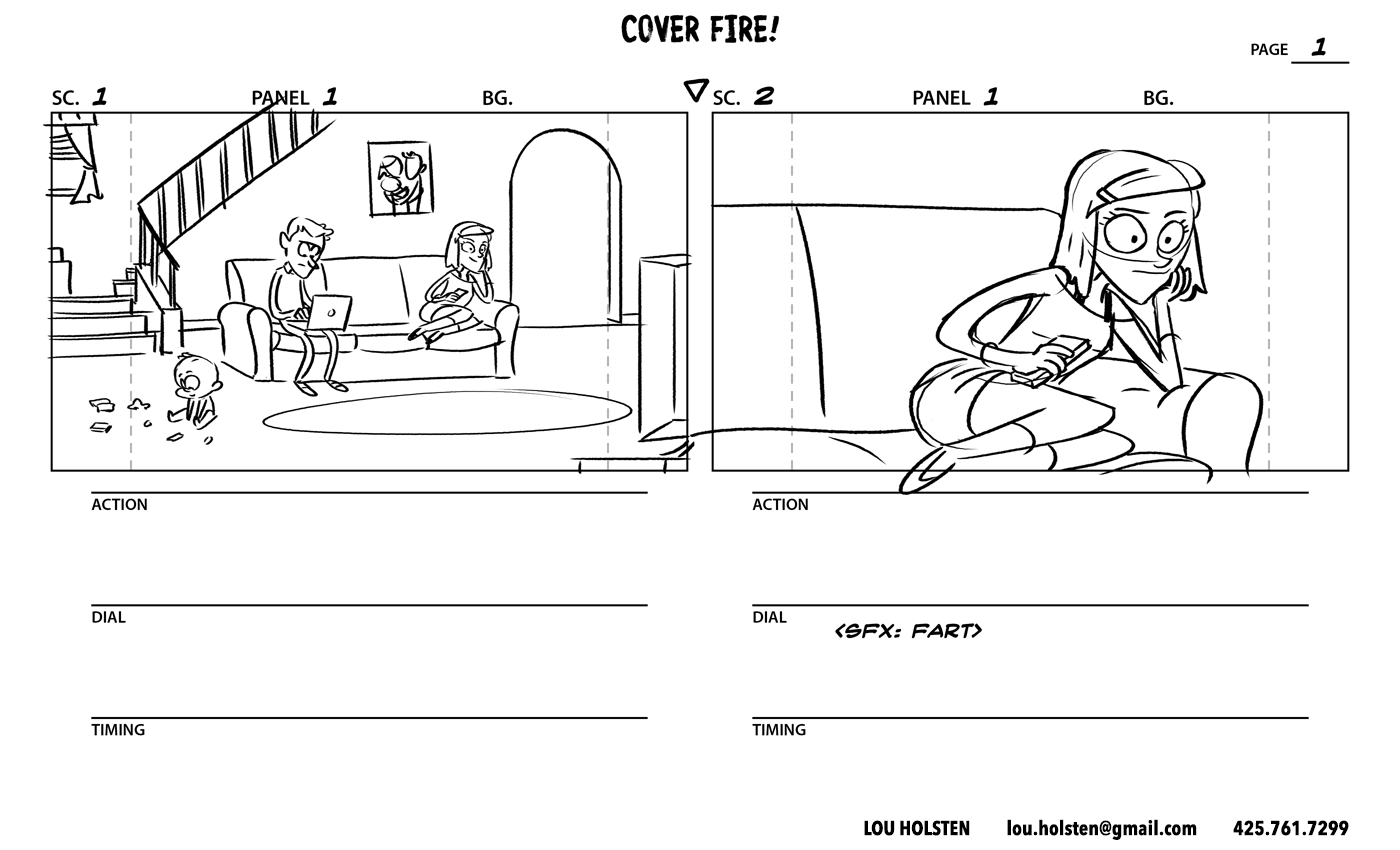 COVER FIRE!
PAGE 1
SC. 1 PANEL 1 BG.
SC. 2 PANEL 1 BG.
ACTION
ACTION
DIAL
DIAL
<SFX: FART>
TIMING
TIMING
LOU HOLSTEN lou.holsten@gmail.com 425.761.7299